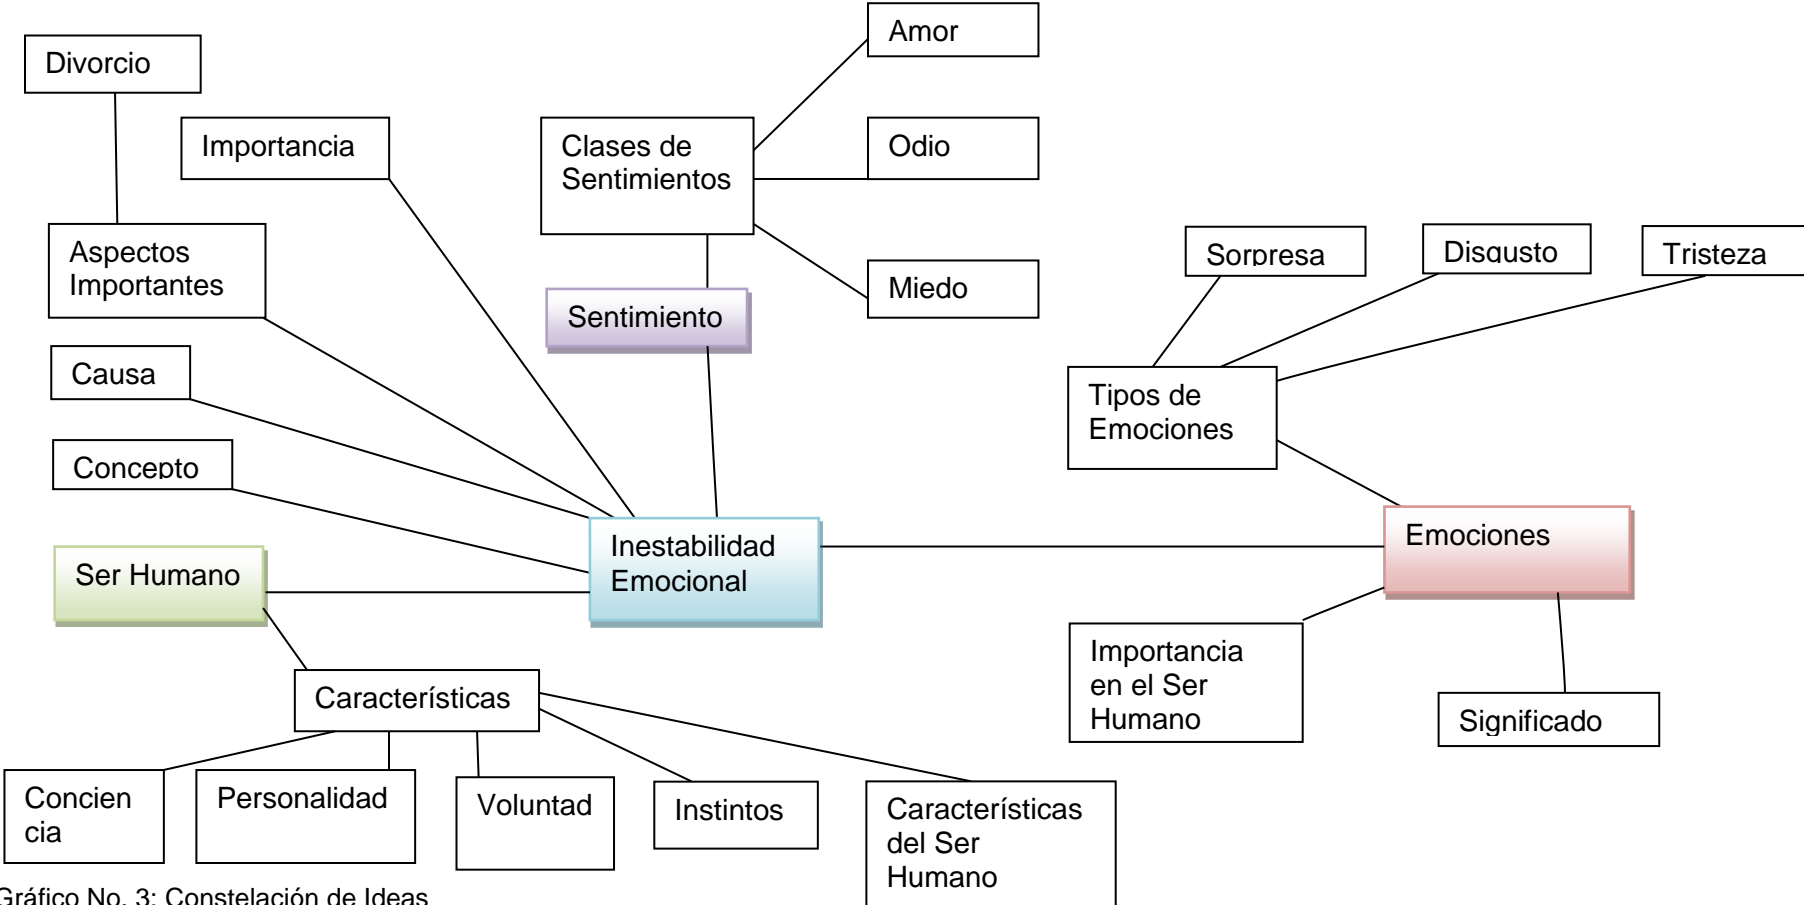 Amor
Divorcio
Importancia
Clases de
Sentimientos
Odio
Aspectos
Importantes
Sorpresa
Disgusto
Tristeza
Miedo
Sentimiento
Causa
Tipos de
Emociones
Concepto
Inestabilidad
Emocional
Emociones
Ser Humano
Importancia
en el Ser
Humano
Significado
Características
Concien
cia
Personalidad
Voluntad
Instintos
Características
del Ser
Humano
Gráfico No. 3: Constelación de Ideas